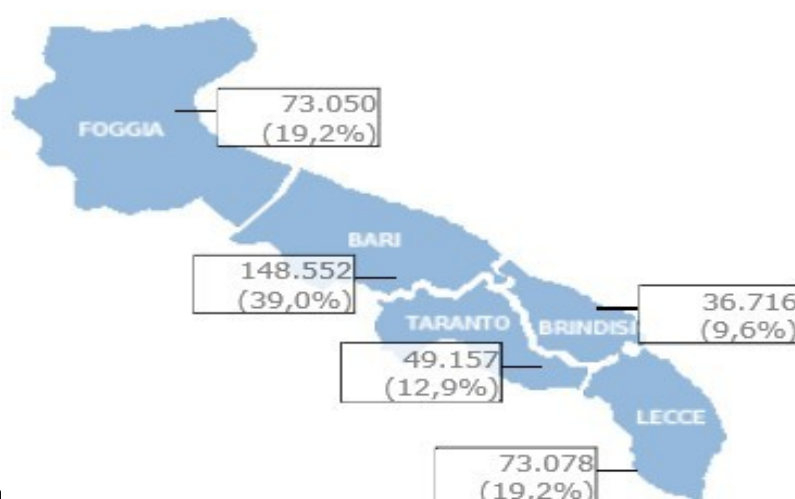 73.050
(19,2%)
FOGGIA
BARI
148.552
(39,0%)
36.716
(9,6%)
TARANTO
BRINDISI
49.157
(12,9%)
LECCE
73.078
(19,2%)